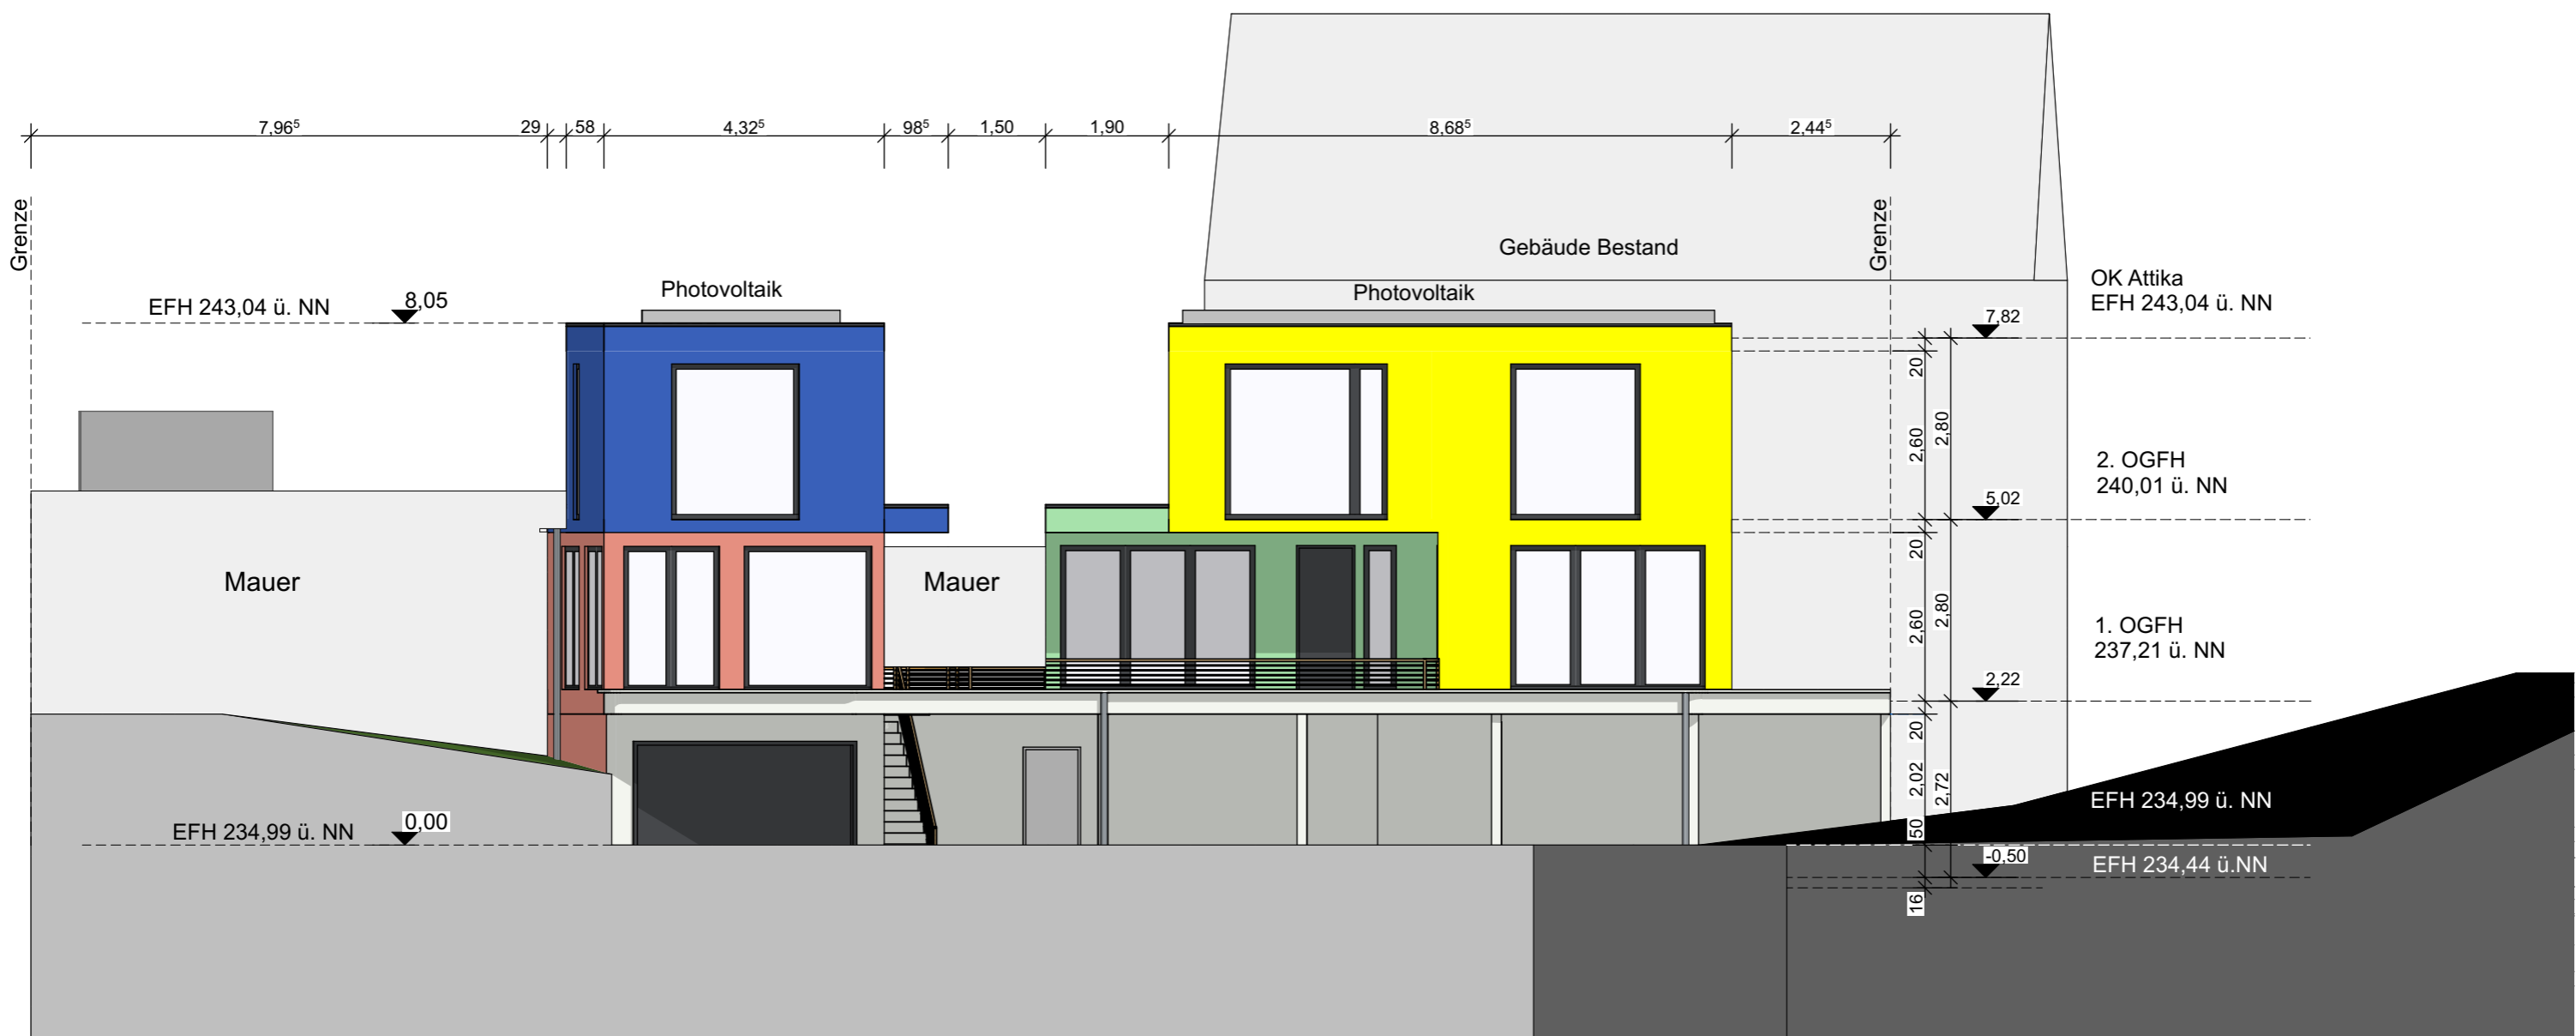 7,96⁵ 29 58 4,32⁵ 98⁵ 1,50 1,90 8,68⁵ 2,44⁵
Grenze
Grenze
Gebäude Bestand
OK Attika
EFH 243,04 ü. NN
Photovoltaik
Photovoltaik
EFH 243,04 ü. NN
8,05
7,82
20
2,60
2,80
2. OGFH
240,01 ü. NN
5,02
20
Mauer
Mauer
2,60
2,80
1. OGFH
237,21 ü. NN
2,22
20
2,02
2,72
EFH 234,99 ü. NN
EFH 234,99 ü. NN
0,00
50
-0,50
EFH 234,44 ü.NN
16